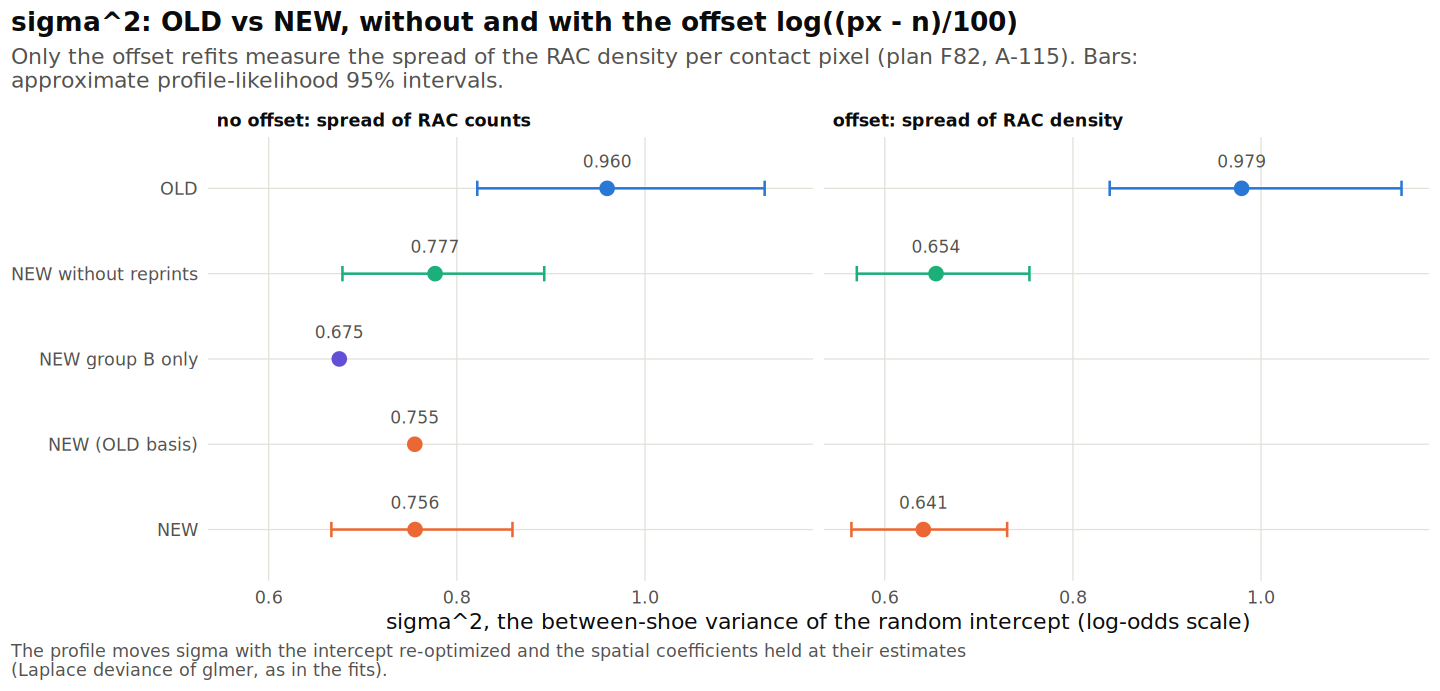 sigma^2: OLD vs NEW, without and with the offset log((px - n)/100)
Only the offset refits measure the spread of the RAC density per contact pixel (plan F82, A-115). Bars:
approximate profile-likelihood 95% intervals.
no offset: spread of RAC counts
offset: spread of RAC density
OLD
0.960
0.979
NEW without reprints
0.777
0.654
NEW group B only
0.675
NEW (OLD basis)
0.755
NEW
0.756
0.641
0.6 0.8 1.0
0.6 0.8 1.0
sigma^2, the between-shoe variance of the random intercept (log-odds scale)
The profile moves sigma with the intercept re-optimized and the spatial coefficients held at their estimates
(Laplace deviance of glmer, as in the fits).